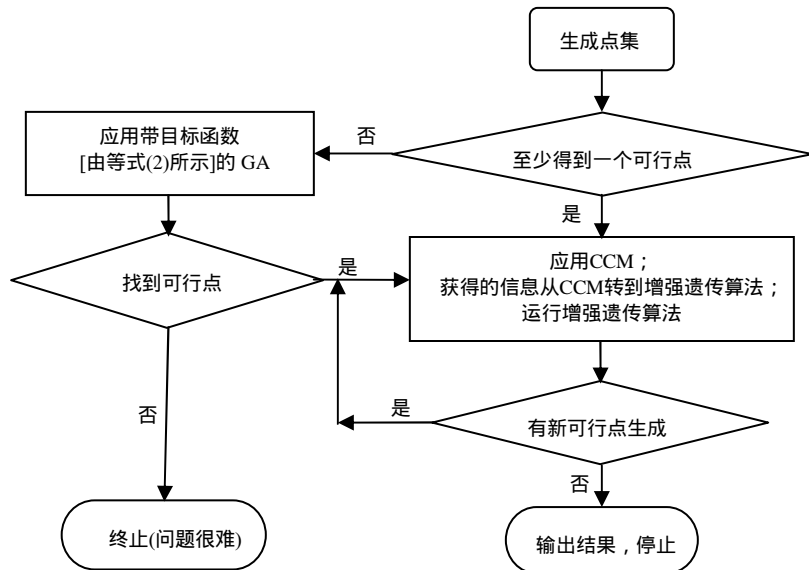 生成点集
应用带目标函数
[由等式(2)所示]的 GA
否
至少得到一个可行点
是
找到可行点
是
应用CCM；
获得的信息从CCM转到增强遗传算法；
运行增强遗传算法
否
是
有新可行点生成
否
终止(问题很难)
输出结果，停止